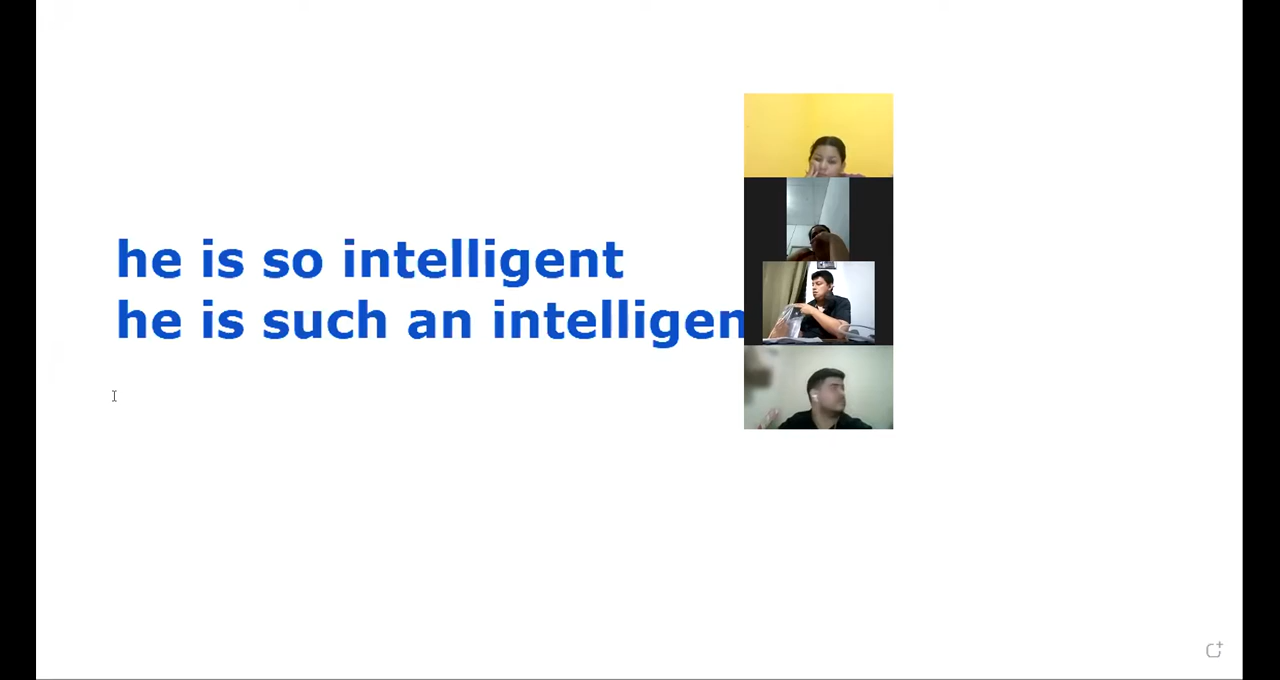 he is so intelligent
he is such an intelligen